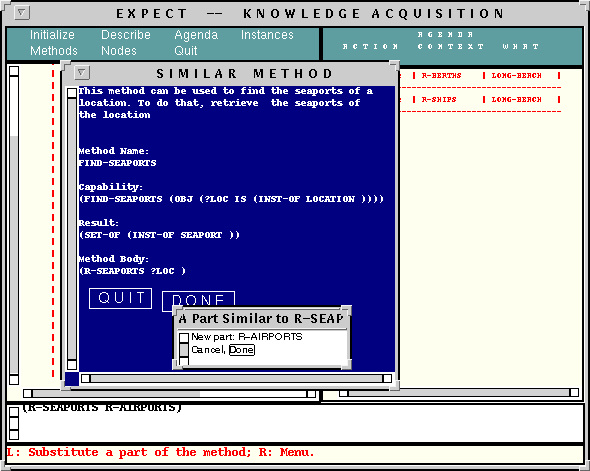 EXPECT — KNOWLEDGE ACQUISITION
Initialize Describe Agenda Instances
Methods Nodes Quit
AGENDA
ACTION CONTEXT WHAT
R-BERTHS | LONG-BEACH |
R-SHIPS | LONG-BEACH |
SIMILAR METHOD
This method can be used to find the seaports of a
location. To do that, retrieve the seaports of
the location
Method Name:
FIND-SEAPORTS
Capability:
(FIND-SEAPORTS (OBJ (?LOC IS (INST-OF LOCATION ))))
Result:
(SET-OF (INST-OF SEAPORT ))
Method Body:
(R-SEAPORTS ?LOC )
QUIT DONE
A Part Similar to R-SEAP
New part: R-AIRPORTS
Cancel, Done
(R-SEAPORTS R-AIRPORTS)
L: Substitute a part of the method; R: Menu.